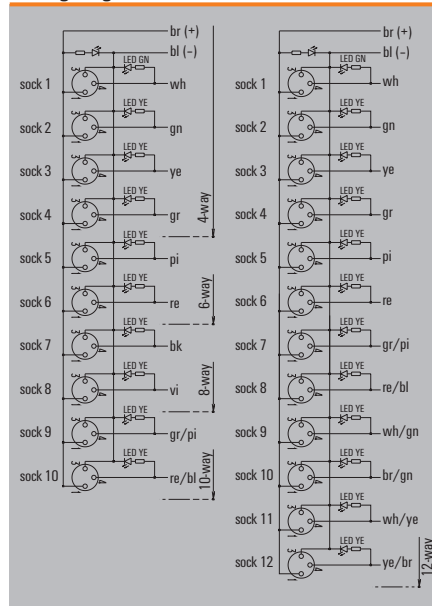 br (+)
bl (−)
LED GN
sock 1
wh
LED YE
sock 2
gn
LED YE
sock 3
ye
LED YE
sock 4
gr
4-way
LED YE
sock 5
pi
LED YE
sock 6
re
6-way
LED YE
sock 7
bk
LED YE
sock 8
vi
8-way
LED YE
sock 9
gr/pi
LED YE
sock 10
re/bl
10-way
br (+)
bl (−)
LED GN
sock 1
wh
LED YE
sock 2
gn
LED YE
sock 3
ye
LED YE
sock 4
gr
LED YE
sock 5
pi
LED YE
sock 6
re
LED YE
sock 7
gr/pi
LED YE
sock 8
re/bl
LED YE
sock 9
wh/gn
LED YE
sock 10
br/gn
LED YE
sock 11
wh/ye
LED YE
sock 12
ye/br
12-way